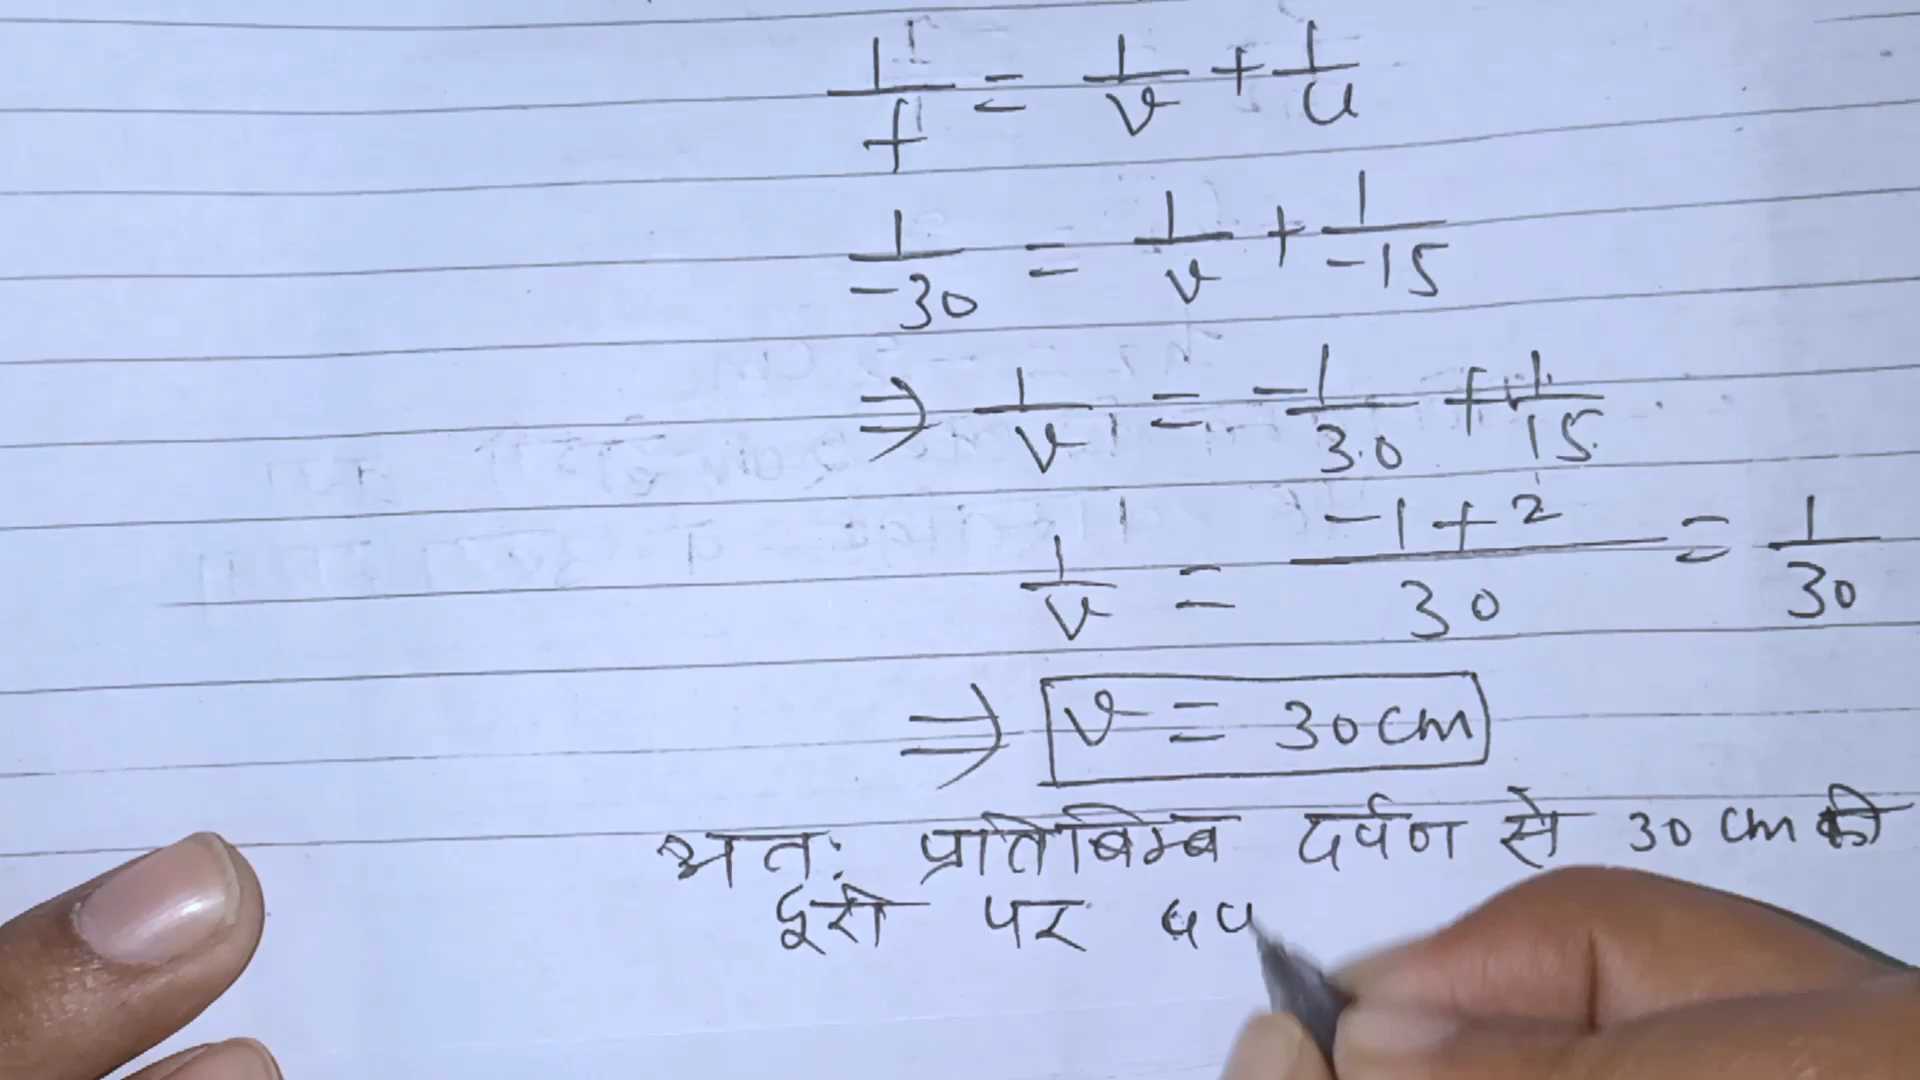 1/f = 1/v + 1/u
1/-30 = 1/v + 1/-15
⇒ 1/v = -1/30 + 1/15
1/v = -1+2/30 = 1/30
⇒ v = 30 cm
अतः प्रतिबिम्ब दर्पण से 30 cm की
दूरी पर